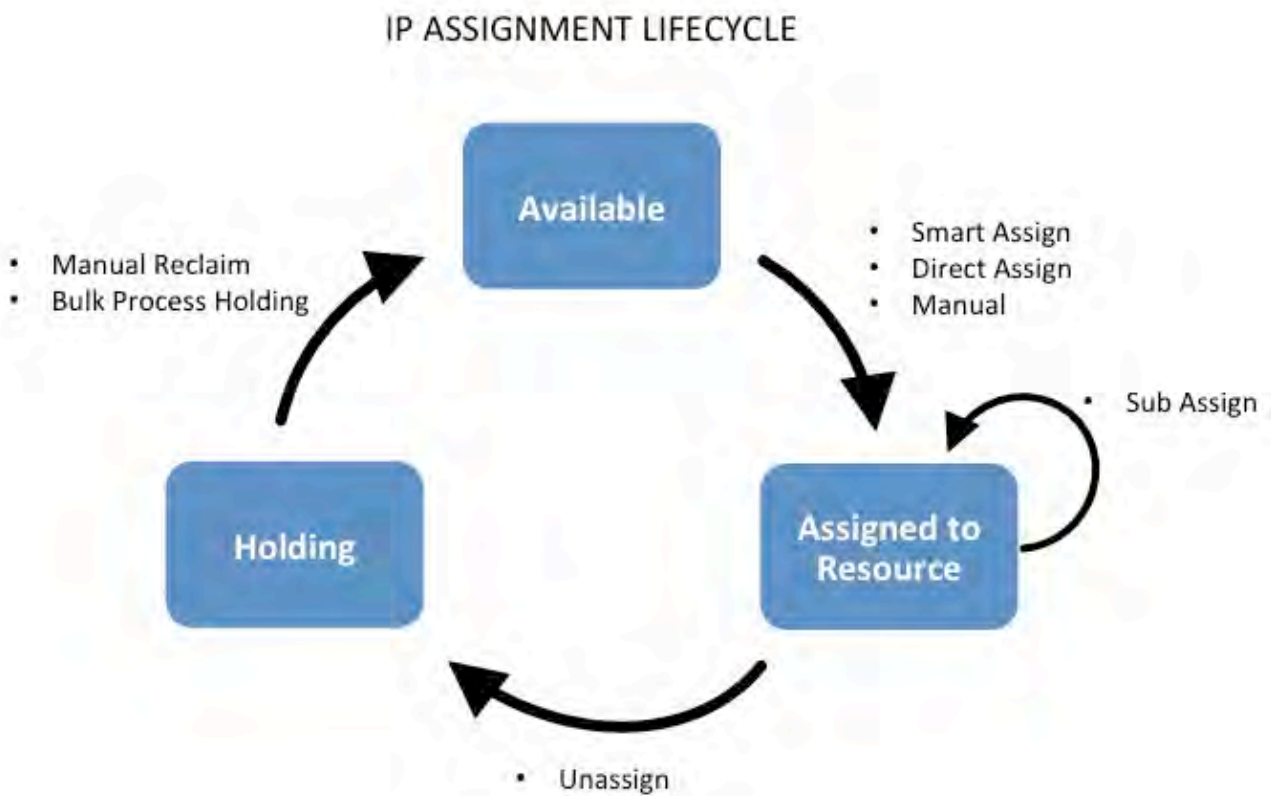 IP ASSIGNMENT LIFECYCLE
Available
• Smart Assign
• Direct Assign
• Manual
• Manual Reclaim
• Bulk Process Holding
• Sub Assign
Assigned to
Resource
Holding
• Unassign